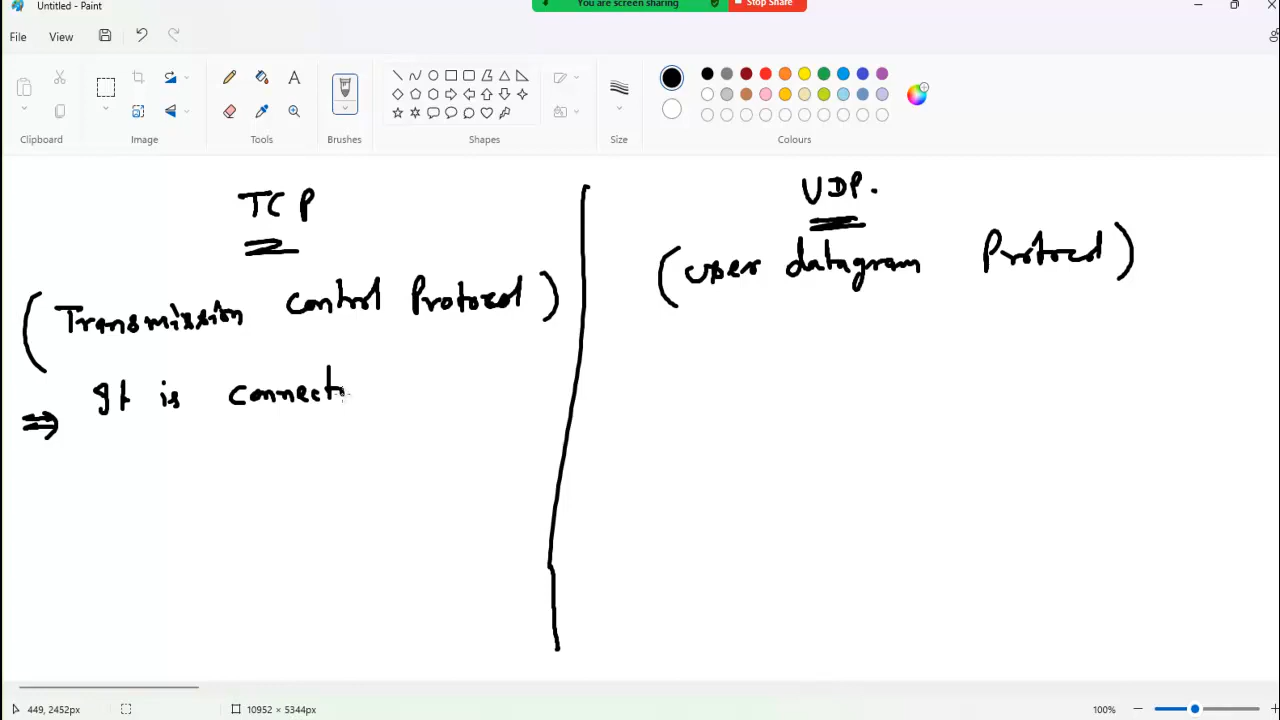 Untitled - Paint
You are screen sharing
Stop Share
File
View
Clipboard
Image
Tools
Brushes
Shapes
Size
Colours
TCP
(Transmission control Protocol)
⇒ It is connect
UDP.
(User datagram Protocol)
449, 2452px
10952 × 5344px
100%